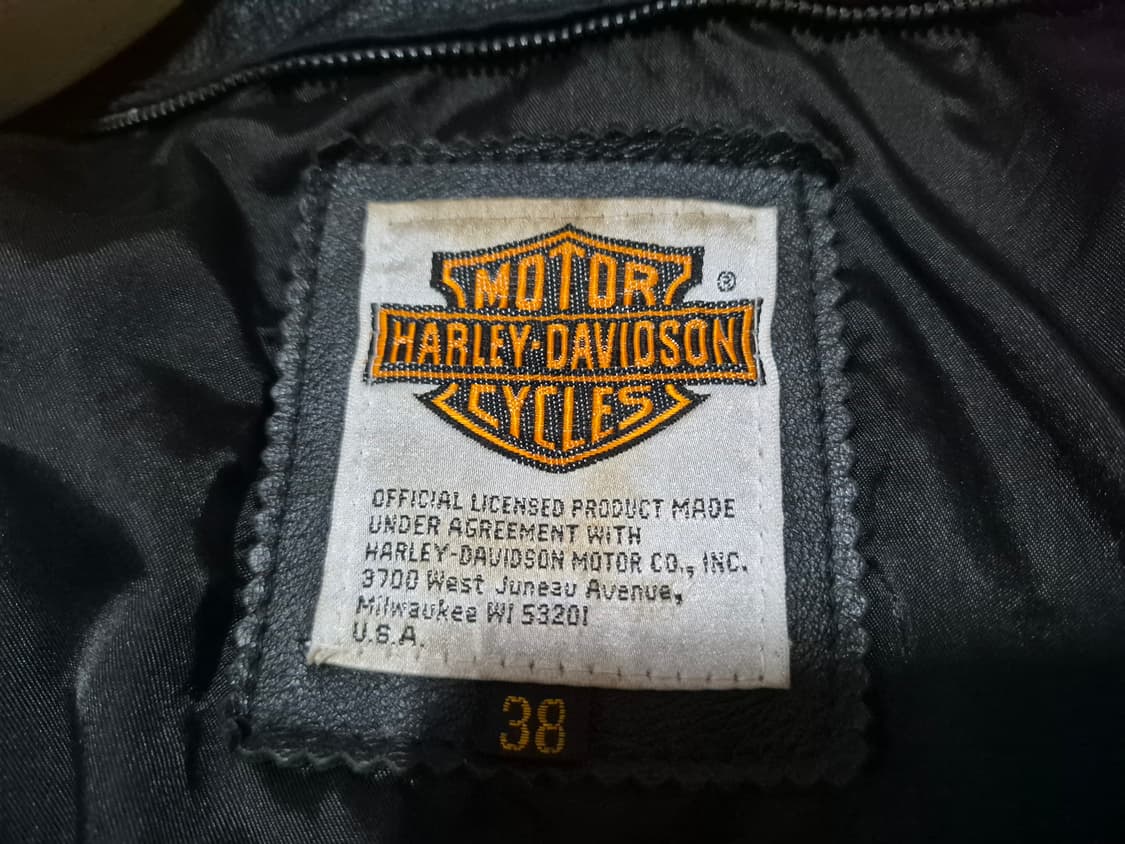 MOTOR
®
HARLEY-DAVIDSON
CYCLES
OFFICIAL LICENSED PRODUCT MADE
UNDER AGREEMENT WITH
HARLEY-DAVIDSON MOTOR CO., INC.
3700 West Juneau Avenue,
Milwaukee WI 53201
U.S.A.
38